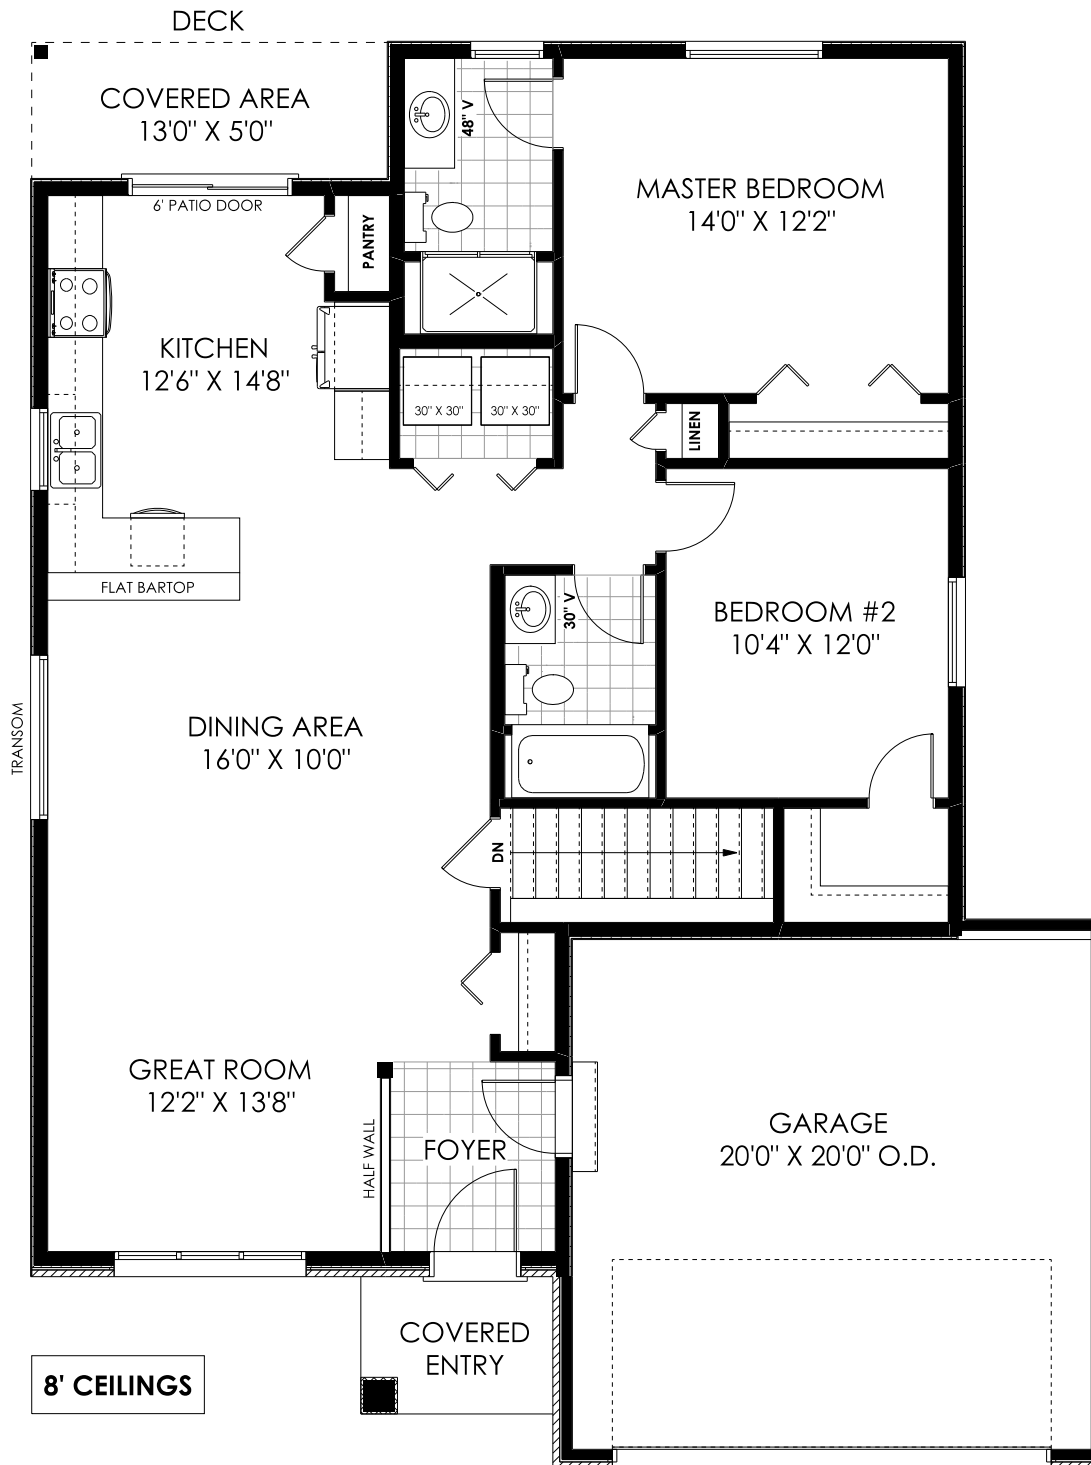 DECK
COVERED AREA
13'0" X 5'0"
6' PATIO DOOR
48" V
MASTER BEDROOM
14'0" X 12'2"
PANTRY
KITCHEN
12'6" X 14'8"
30" X 30"
30" X 30"
LINEN
FLAT BARTOP
30" V
BEDROOM #2
10'4" X 12'0"
TRANSOM
DINING AREA
16'0" X 10'0"
DN
GREAT ROOM
12'2" X 13'8"
HALF WALL
FOYER
GARAGE
20'0" X 20'0" O.D.
COVERED
ENTRY
8' CEILINGS